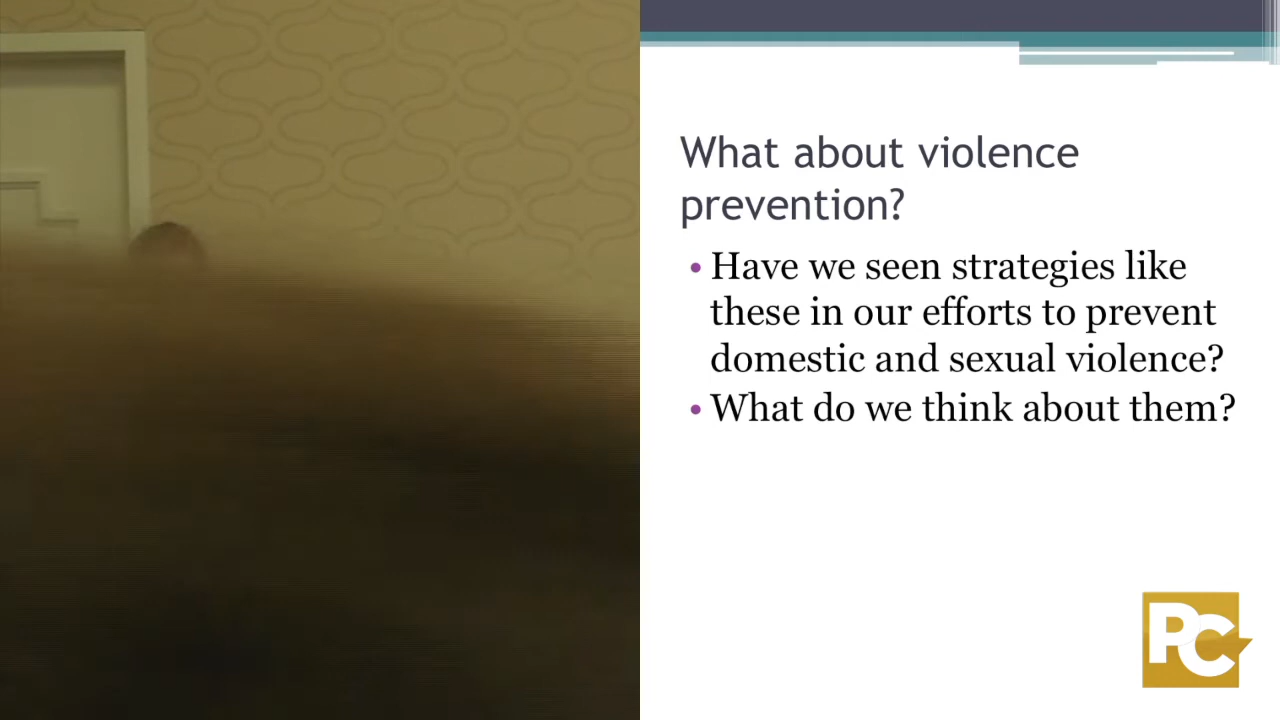 What about violence
prevention?
• Have we seen strategies like
these in our efforts to prevent
domestic and sexual violence?
• What do we think about them?
PC